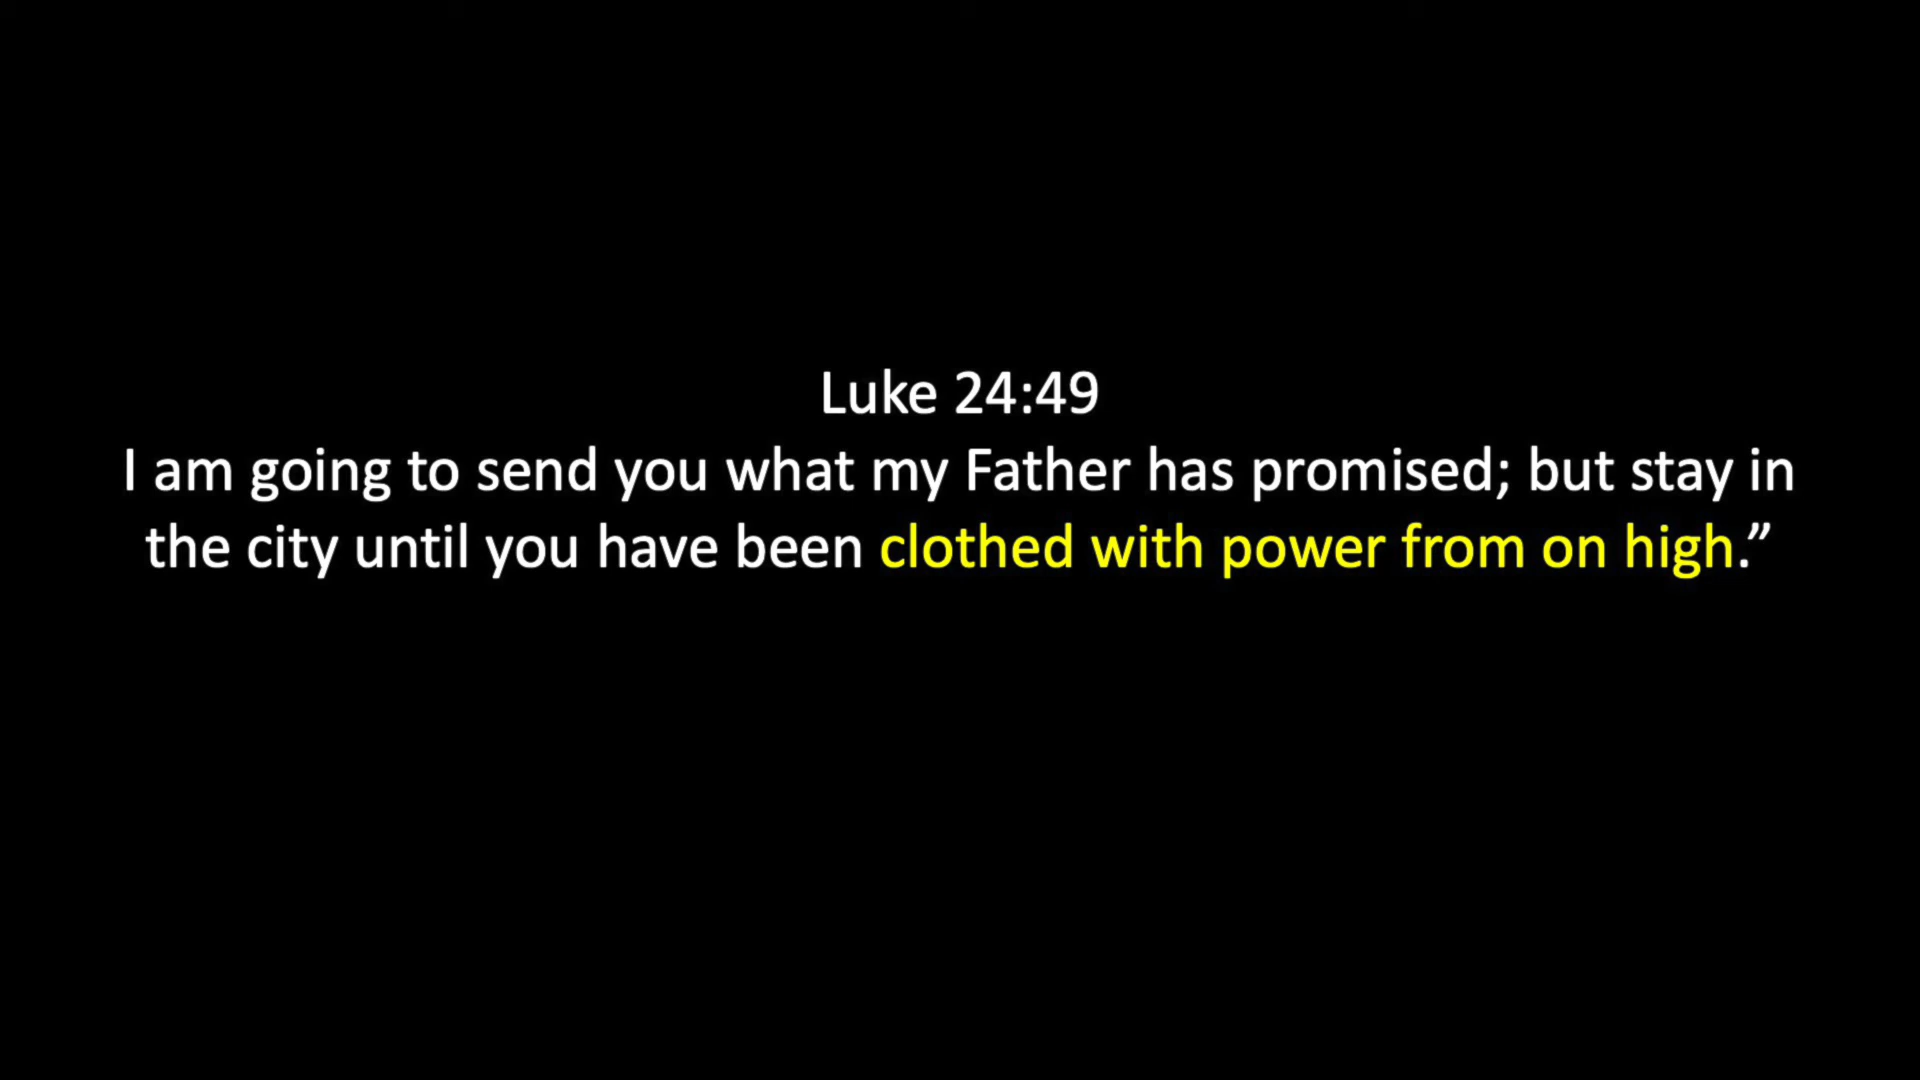 Luke 24:49
I am going to send you what my Father has promised; but stay in
the city until you have been clothed with power from on high.”